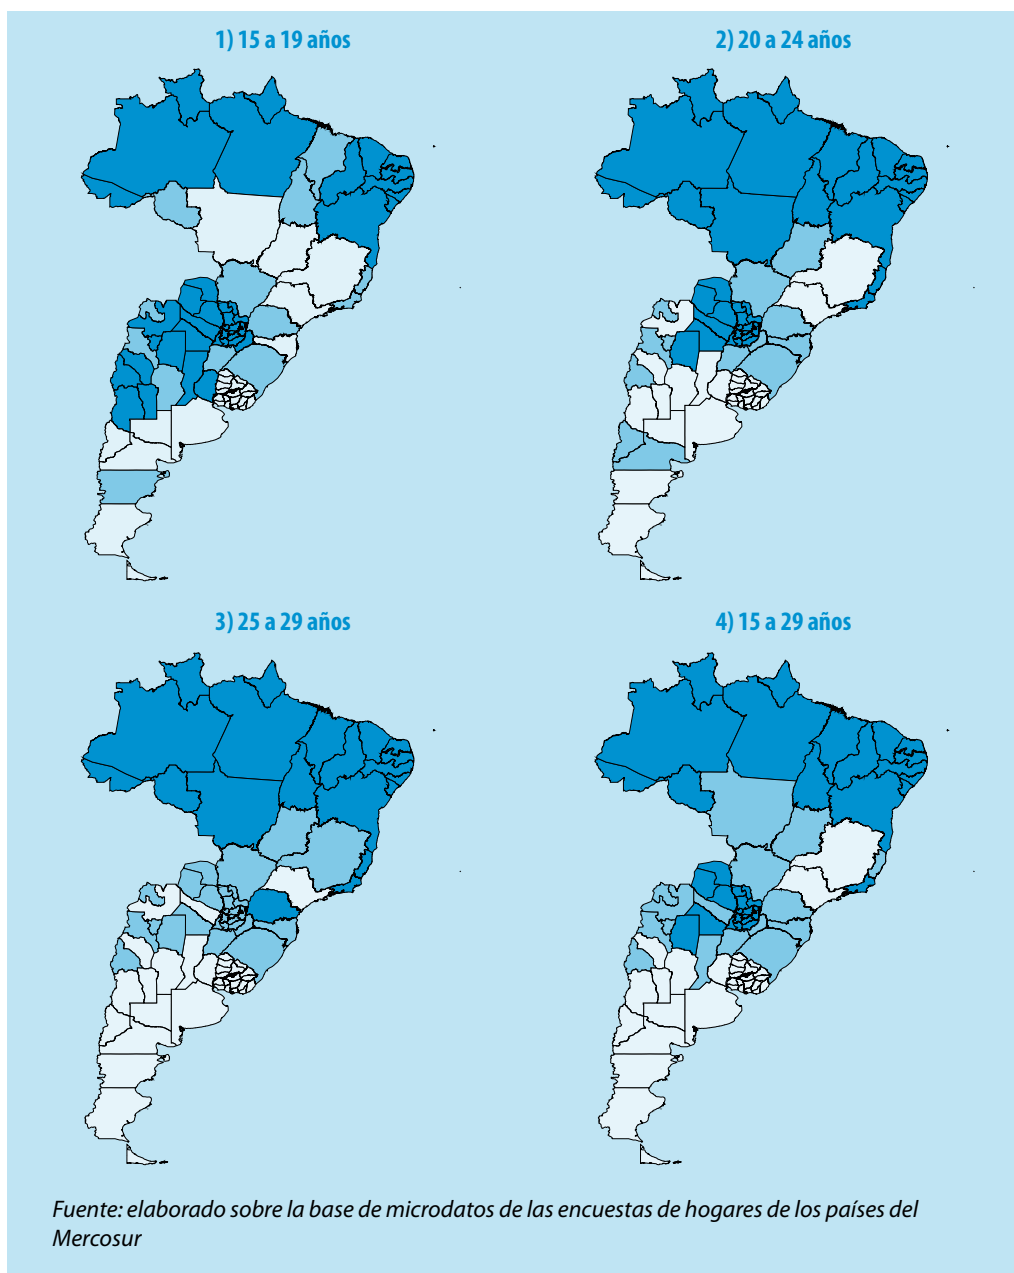 1) 15 a 19 años
2) 20 a 24 años
3) 25 a 29 años
4) 15 a 29 años
Fuente: elaborado sobre la base de microdatos de las encuestas de hogares de los países del
Mercosur